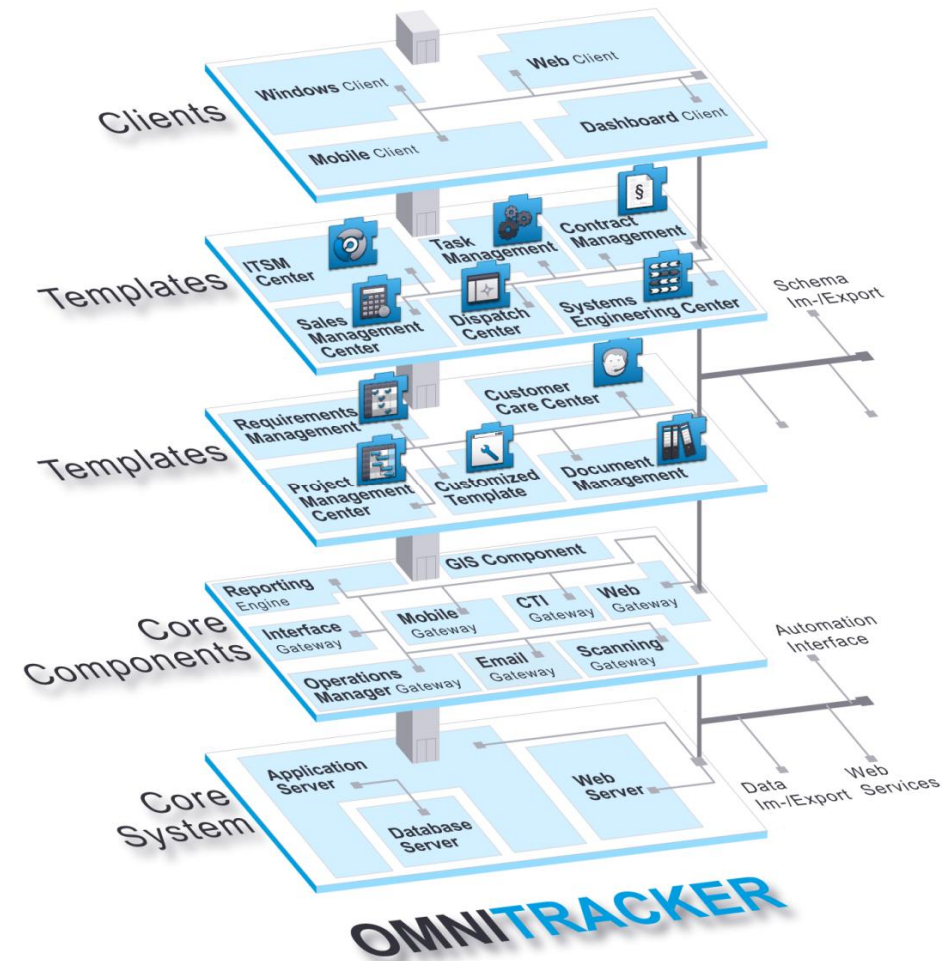 Clients
Windows Client
Web Client
Mobile Client
Dashboard Client
Templates
ITSM
Center
Task
Management
§
Contract
Management
Sales
Management
Center
Dispatch
Center
Systems
Engineering Center
Schema
Im-/Export
Templates
Requirements
Management
Customer
Care Center
Project
Management
Center
Customized
Template
Document
Management
Core
Components
Reporting
Engine
GIS Component
Interface
Gateway
Mobile
Gateway
CTI
Gateway
Web
Gateway
Operations
Manager Gateway
Email
Gateway
Scanning
Gateway
Automation
Interface
Core
System
Application
Server
Database
Server
Web
Server
Data
Im-/Export
Web
Services
OMNITRACKER